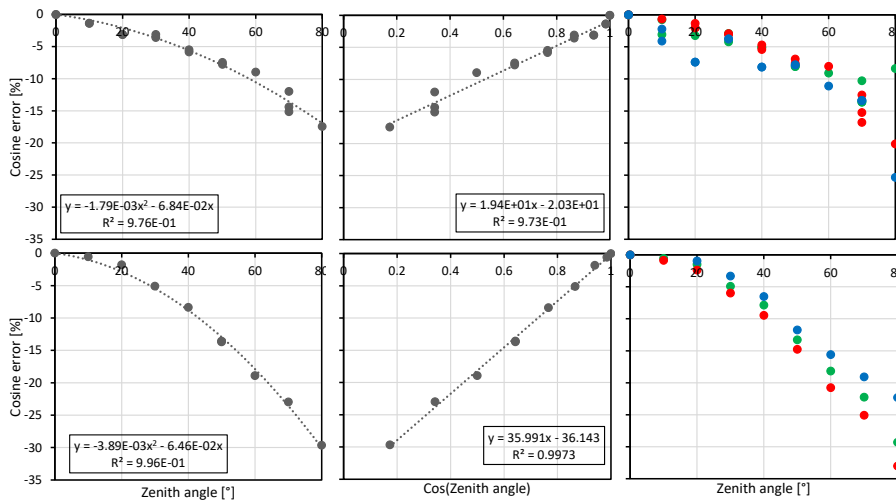 0 20 40 60 80
0 0.2 0.4 0.6 0.8 1
0 20 40 60 80
0
-5
-10
-15
-20
-25
-30
-35
Cosine error [%]
y = -1.79E-03x² - 6.84E-02x
R² = 9.76E-01
y = 1.94E+01x - 2.03E+01
R² = 9.73E-01
0 20 40 60 80
0 0.2 0.4 0.6 0.8 1
0 20 40 60 80
0
-5
-10
-15
-20
-25
-30
-35
Cosine error [%]
y = -3.89E-03x² - 6.46E-02x
R² = 9.96E-01
y = 35.991x - 36.143
R² = 0.9973
Zenith angle [°]
Cos(Zenith angle)
Zenith angle [°]